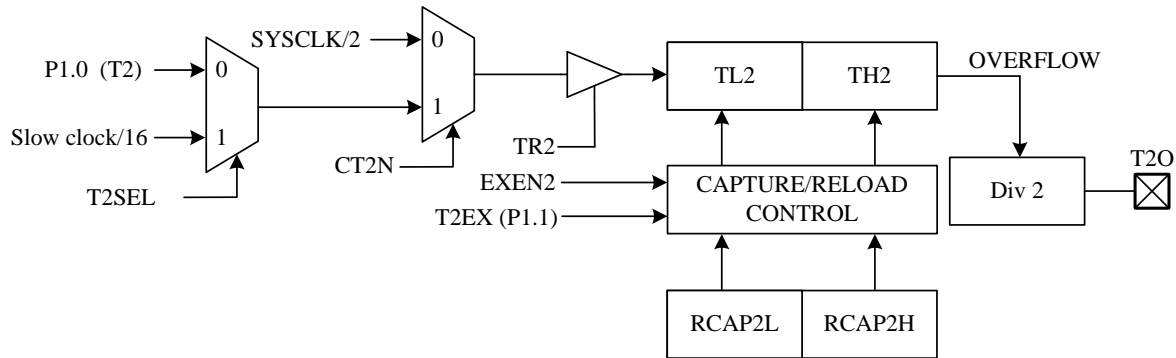 SYSCLK/2
0
P1.0 (T2)
0
TL2
TH2
OVERFLOW
1
Slow clock/16
1
TR2
T2O
CT2N
EXEN2
CAPTURE/RELOAD
CONTROL
Div 2
T2SEL
T2EX (P1.1)
RCAP2L
RCAP2H